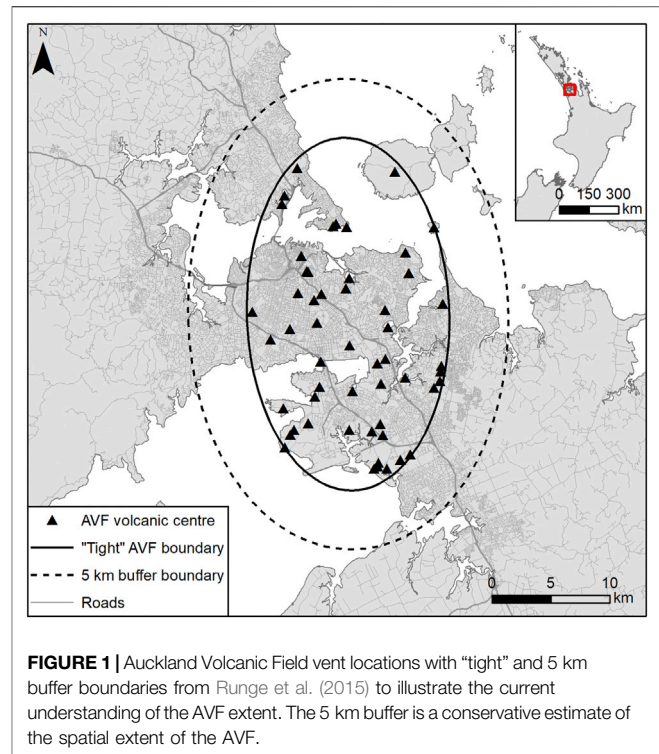 N
0 150 300
km
AVF volcanic centre
"Tight" AVF boundary
5 km buffer boundary
Roads
0 5 10
km
FIGURE 1 | Auckland Volcanic Field vent locations with “tight” and 5 km
buffer boundaries from Runge et al. (2015) to illustrate the current
understanding of the AVF extent. The 5 km buffer is a conservative estimate of
the spatial extent of the AVF.